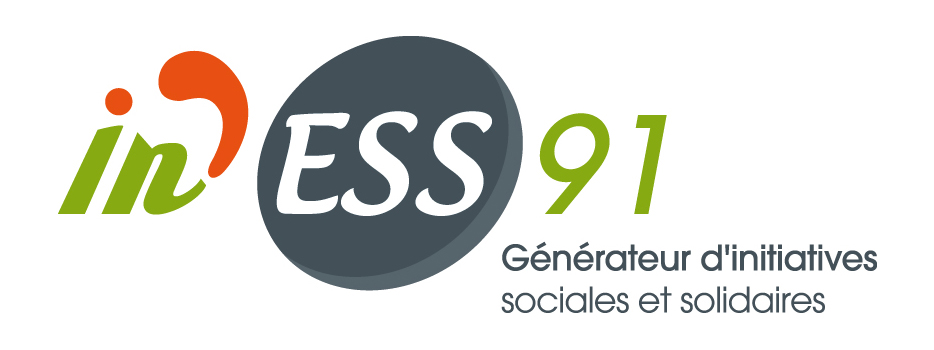 in'ESS 91
Générateur d'initiatives
sociales et solidaires